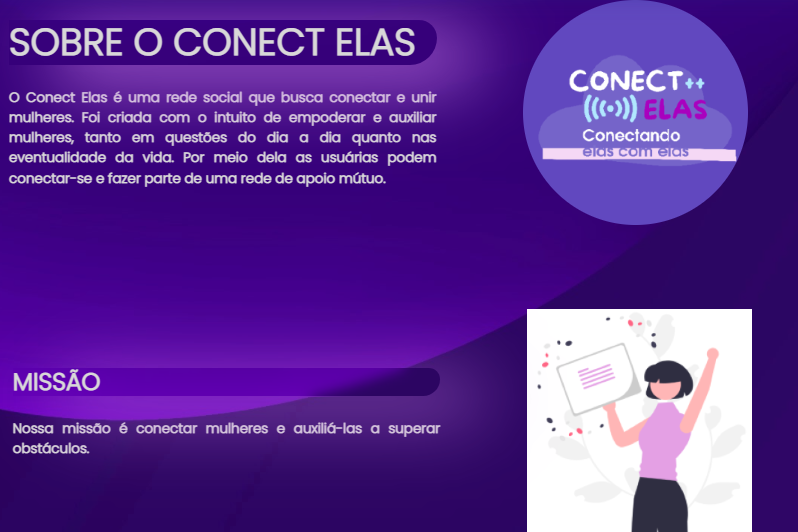 SOBRE O CONECT ELAS
O Conect Elas é uma rede social que busca conectar e unir
mulheres. Foi criada com o intuito de empoderar e auxiliar
mulheres, tanto em questões do dia a dia quanto nas
eventualidade da vida. Por meio dela as usuárias podem
conectar-se e fazer parte de uma rede de apoio mútuo.
CONECT++
ELAS
Conectando
elas com elas
MISSÃO
Nossa missão é conectar mulheres e auxiliá-las a superar
obstáculos.